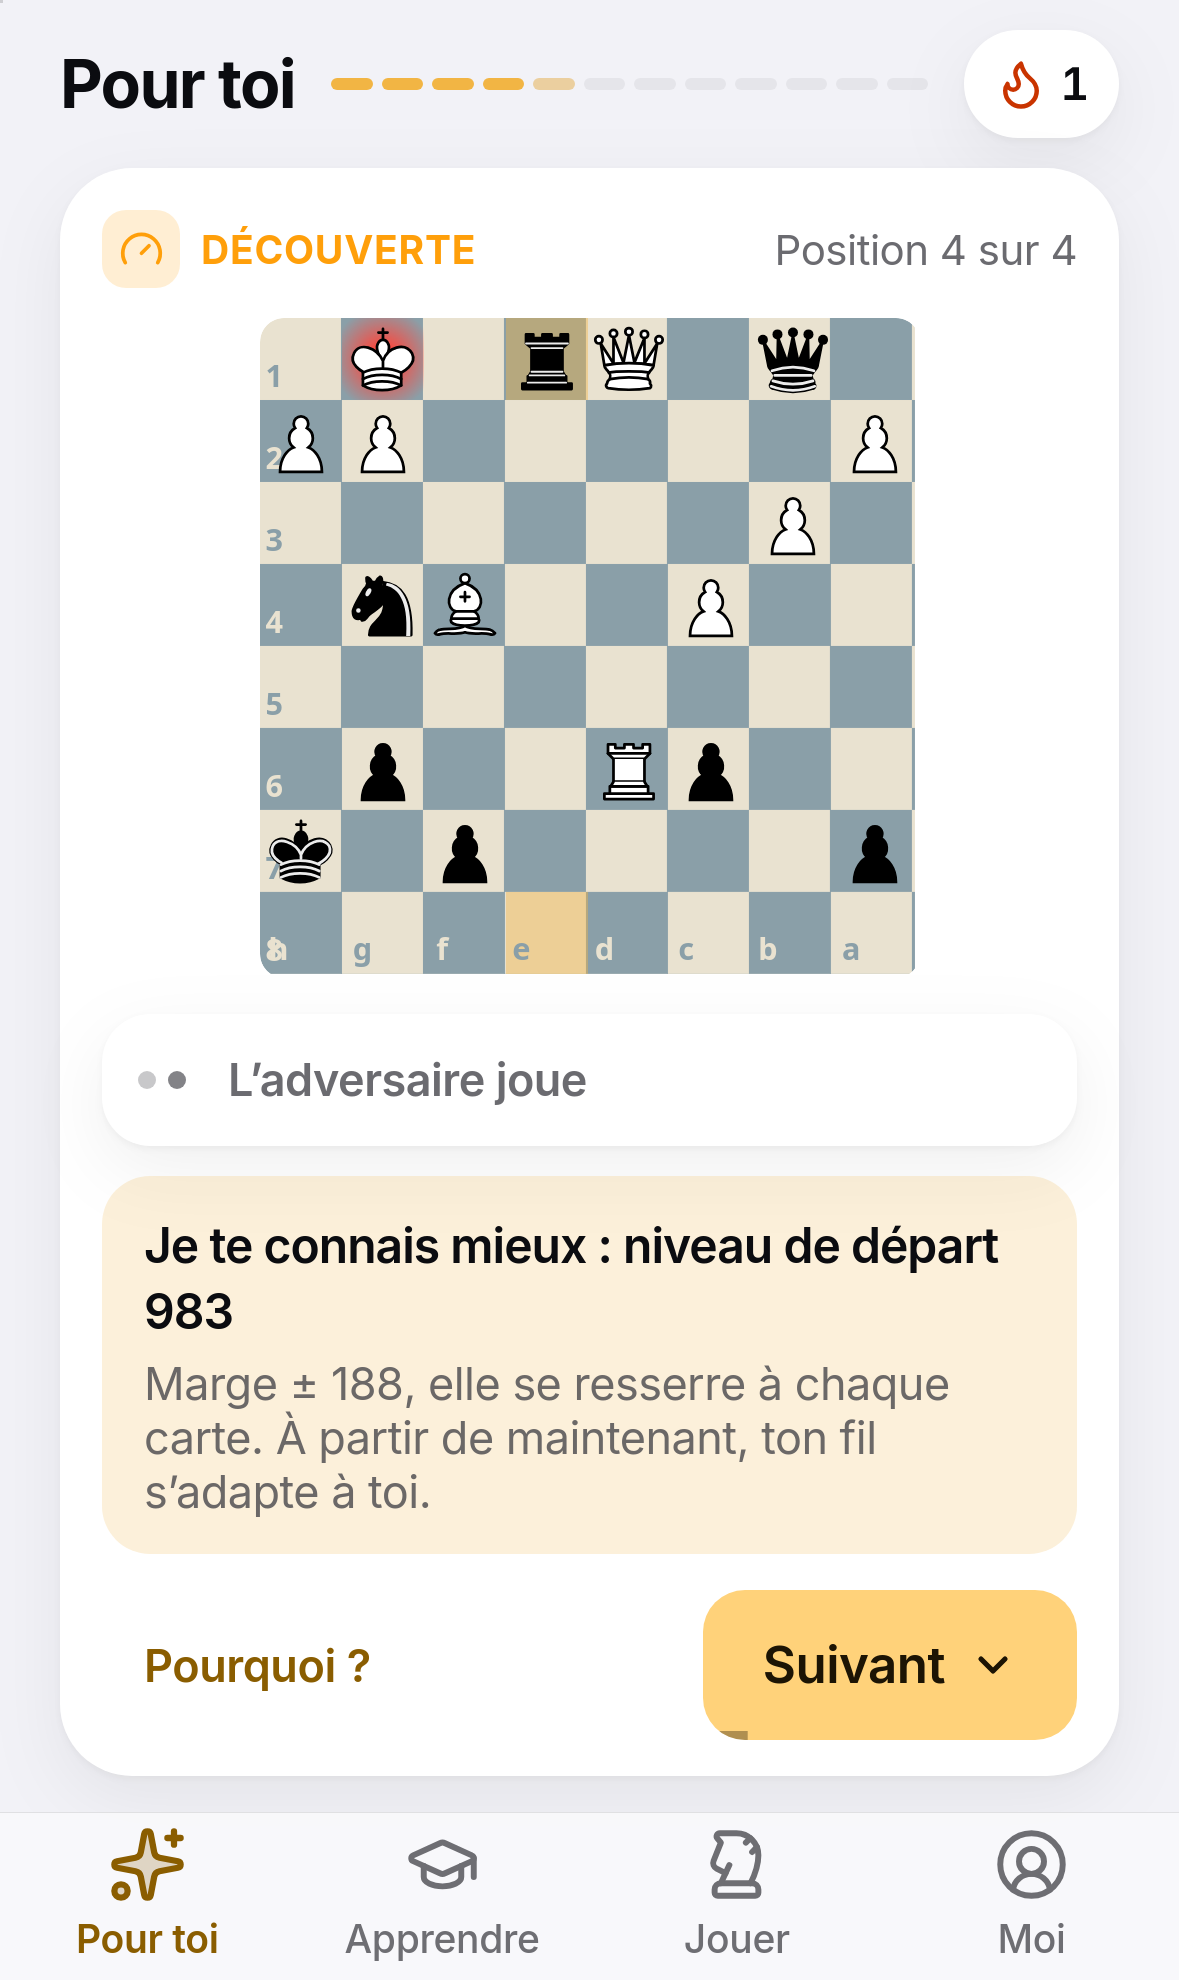 Pour toi
1
DÉCOUVERTE
Position 4 sur 4
1
2
3
4
5
6
7
8
h g f e d c b a
L’adversaire joue
Je te connais mieux : niveau de départ
983
Marge ± 188, elle se resserre à chaque
carte. À partir de maintenant, ton fil
s’adapte à toi.
Pourquoi ?
Suivant
Pour toi
Apprendre
Jouer
Moi